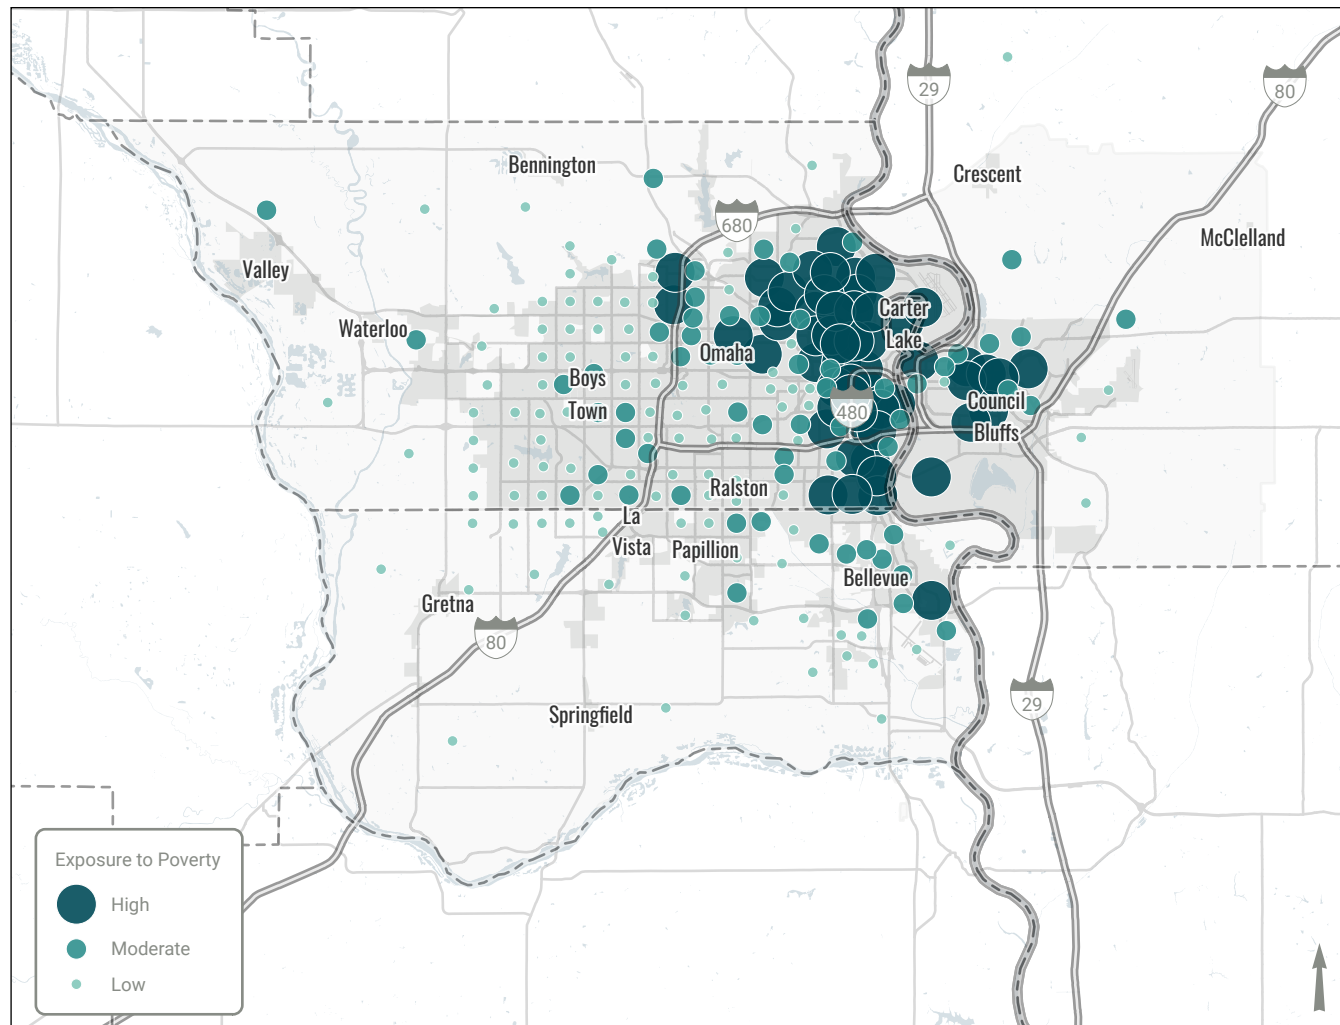 29
80
Bennington
Crescent
680
McClelland
Valley
Waterloo
Carter
Lake
Omaha
Boys
Town
480
Council
Bluffs
Ralston
La
Vista
Papillion
Bellevue
Gretna
80
29
Springfield
Exposure to Poverty
High
Moderate
Low